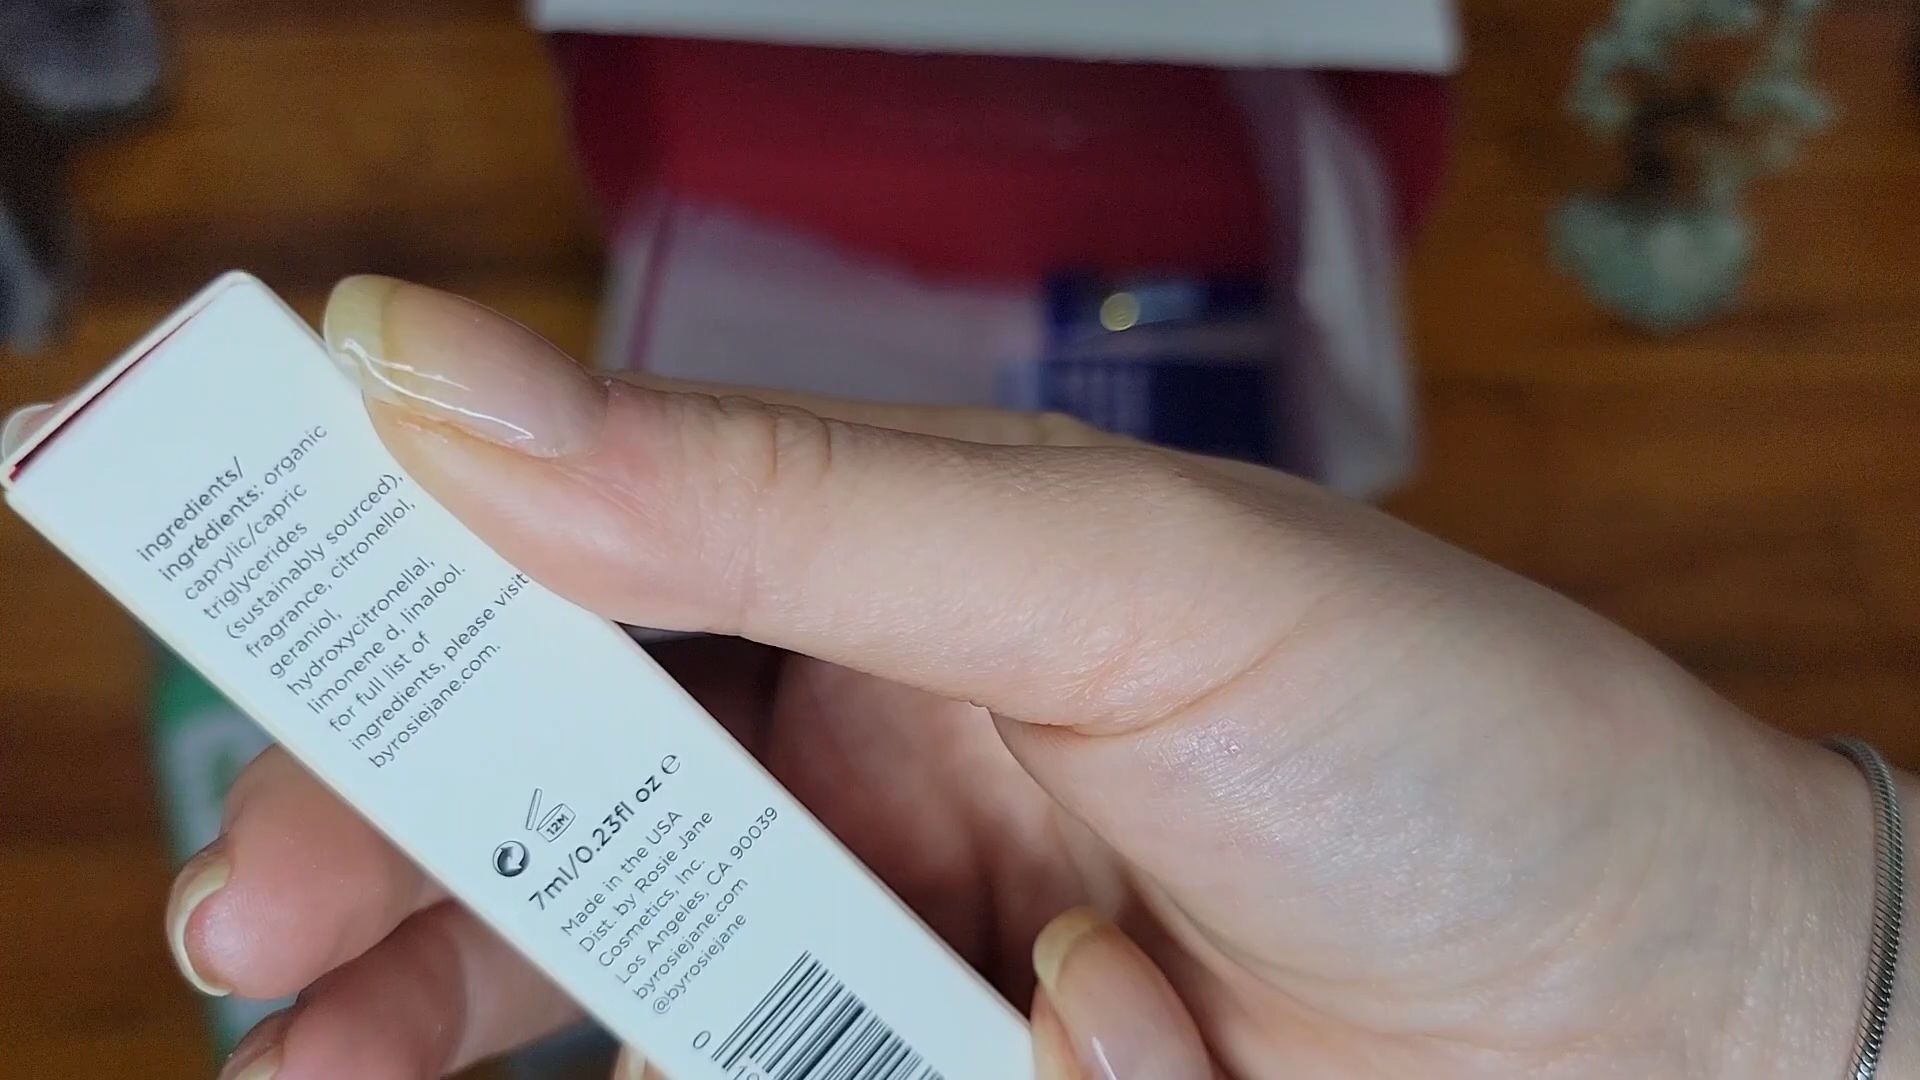 ingredients/
ingrédients: organic
caprylic/capric
triglycerides
(sustainably sourced),
fragrance, citronellol,
geraniol,
hydroxycitronellal,
limonene d, linalool.
for full list of
ingredients, please visit
byrosiejane.com.
12M
7ml/0.23fl oz e
Made in the USA
Dist. by, Rosie Jane
Cosmetics, Inc.
Los Angeles, CA 90039
byrosiejane.com
@byrosiejane
0